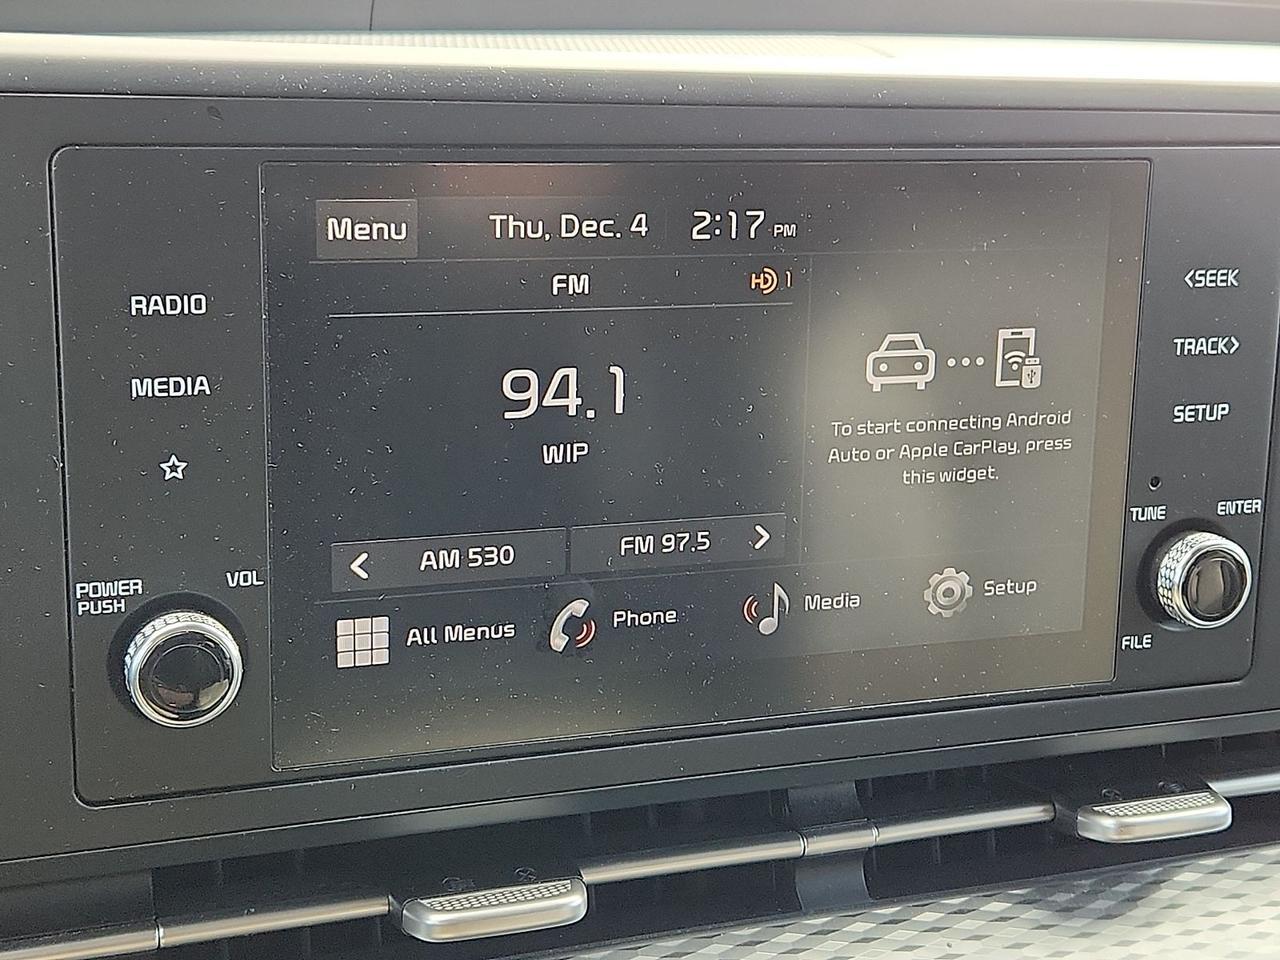 Menu Thu, Dec. 4 2:17 PM
FM HD 1
94.1
WIP
< AM 530 FM 97.5 >
To start connecting Android
Auto or Apple CarPlay, press
this widget.
All Menus Phone Media Setup
RADIO
MEDIA
POWER
PUSH
VOL
<SEEK
TRACK>
SETUP
TUNE
ENTER
FILE